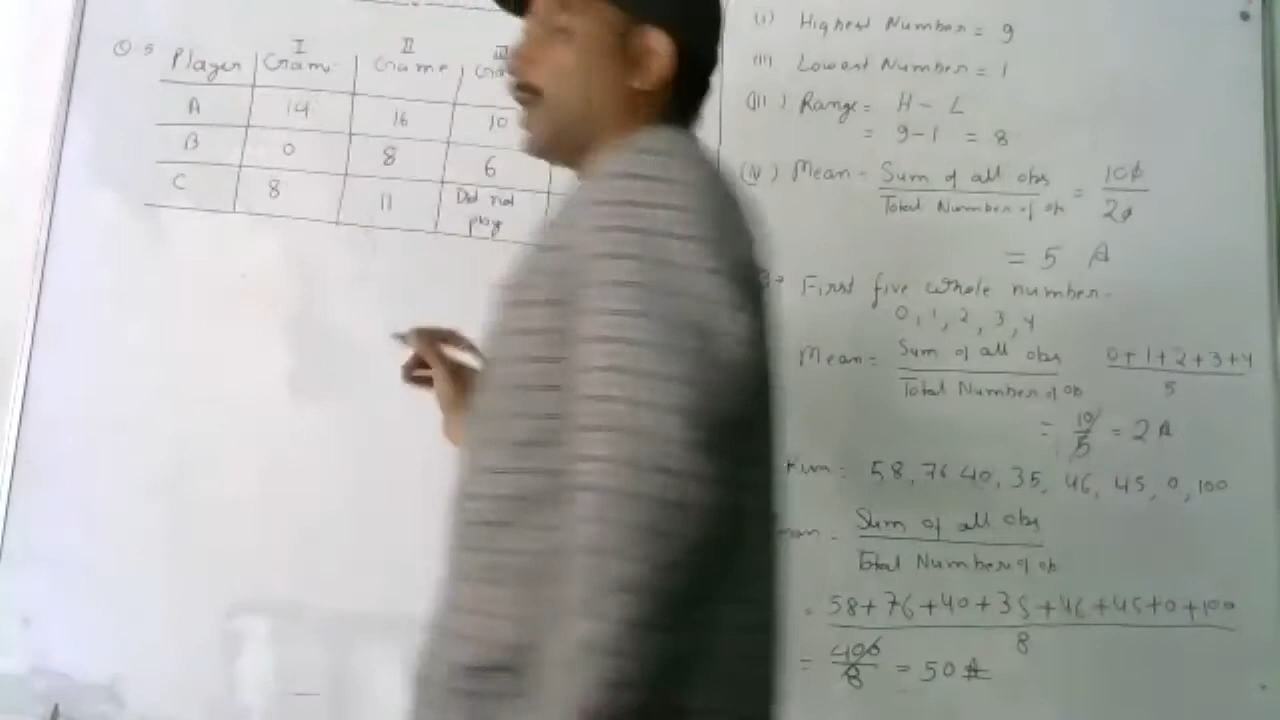 Q 5 Player I Game II Game III
A 14 16 10
B 0 8 6
C 8 11 Did not play
(i) Highest Number = 9
(ii) Lowest Number = 1
(iii) Range = H - L
= 9-1 = 8
(iv) Mean = Sum of all obs / Total Number of ob = 100 / 20
= 5 A
First five whole number.
0, 1, 2, 3, 4
Mean = Sum of all obs / Total Number of ob 0+1+2+3+4 / 5
= 10/5 = 2 A
58, 76 40, 35, 46, 45, 0, 100
Sum of all obs / Total Number of ob
= 58+76+40+35+46+45+0+100 / 8
= 400/8 = 50 A